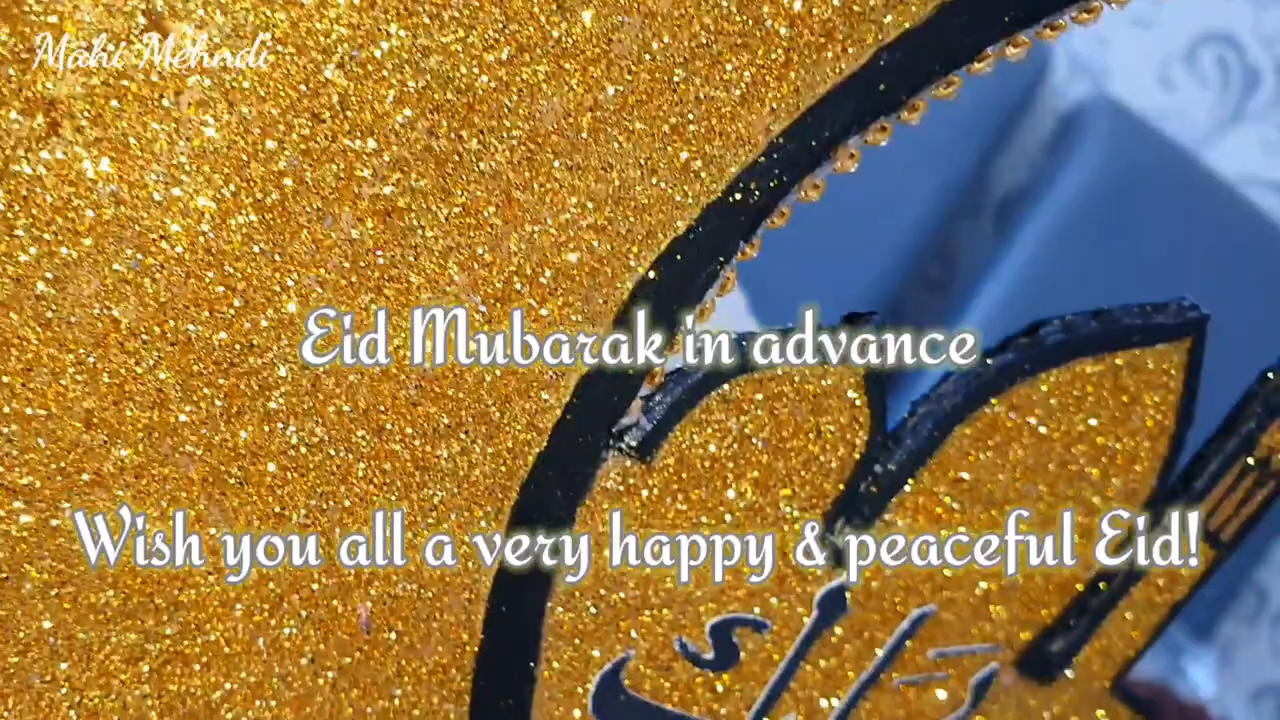 Mahi Mehndi
Eid Mubarak in advance
Wish you all a very happy & peaceful Eid!